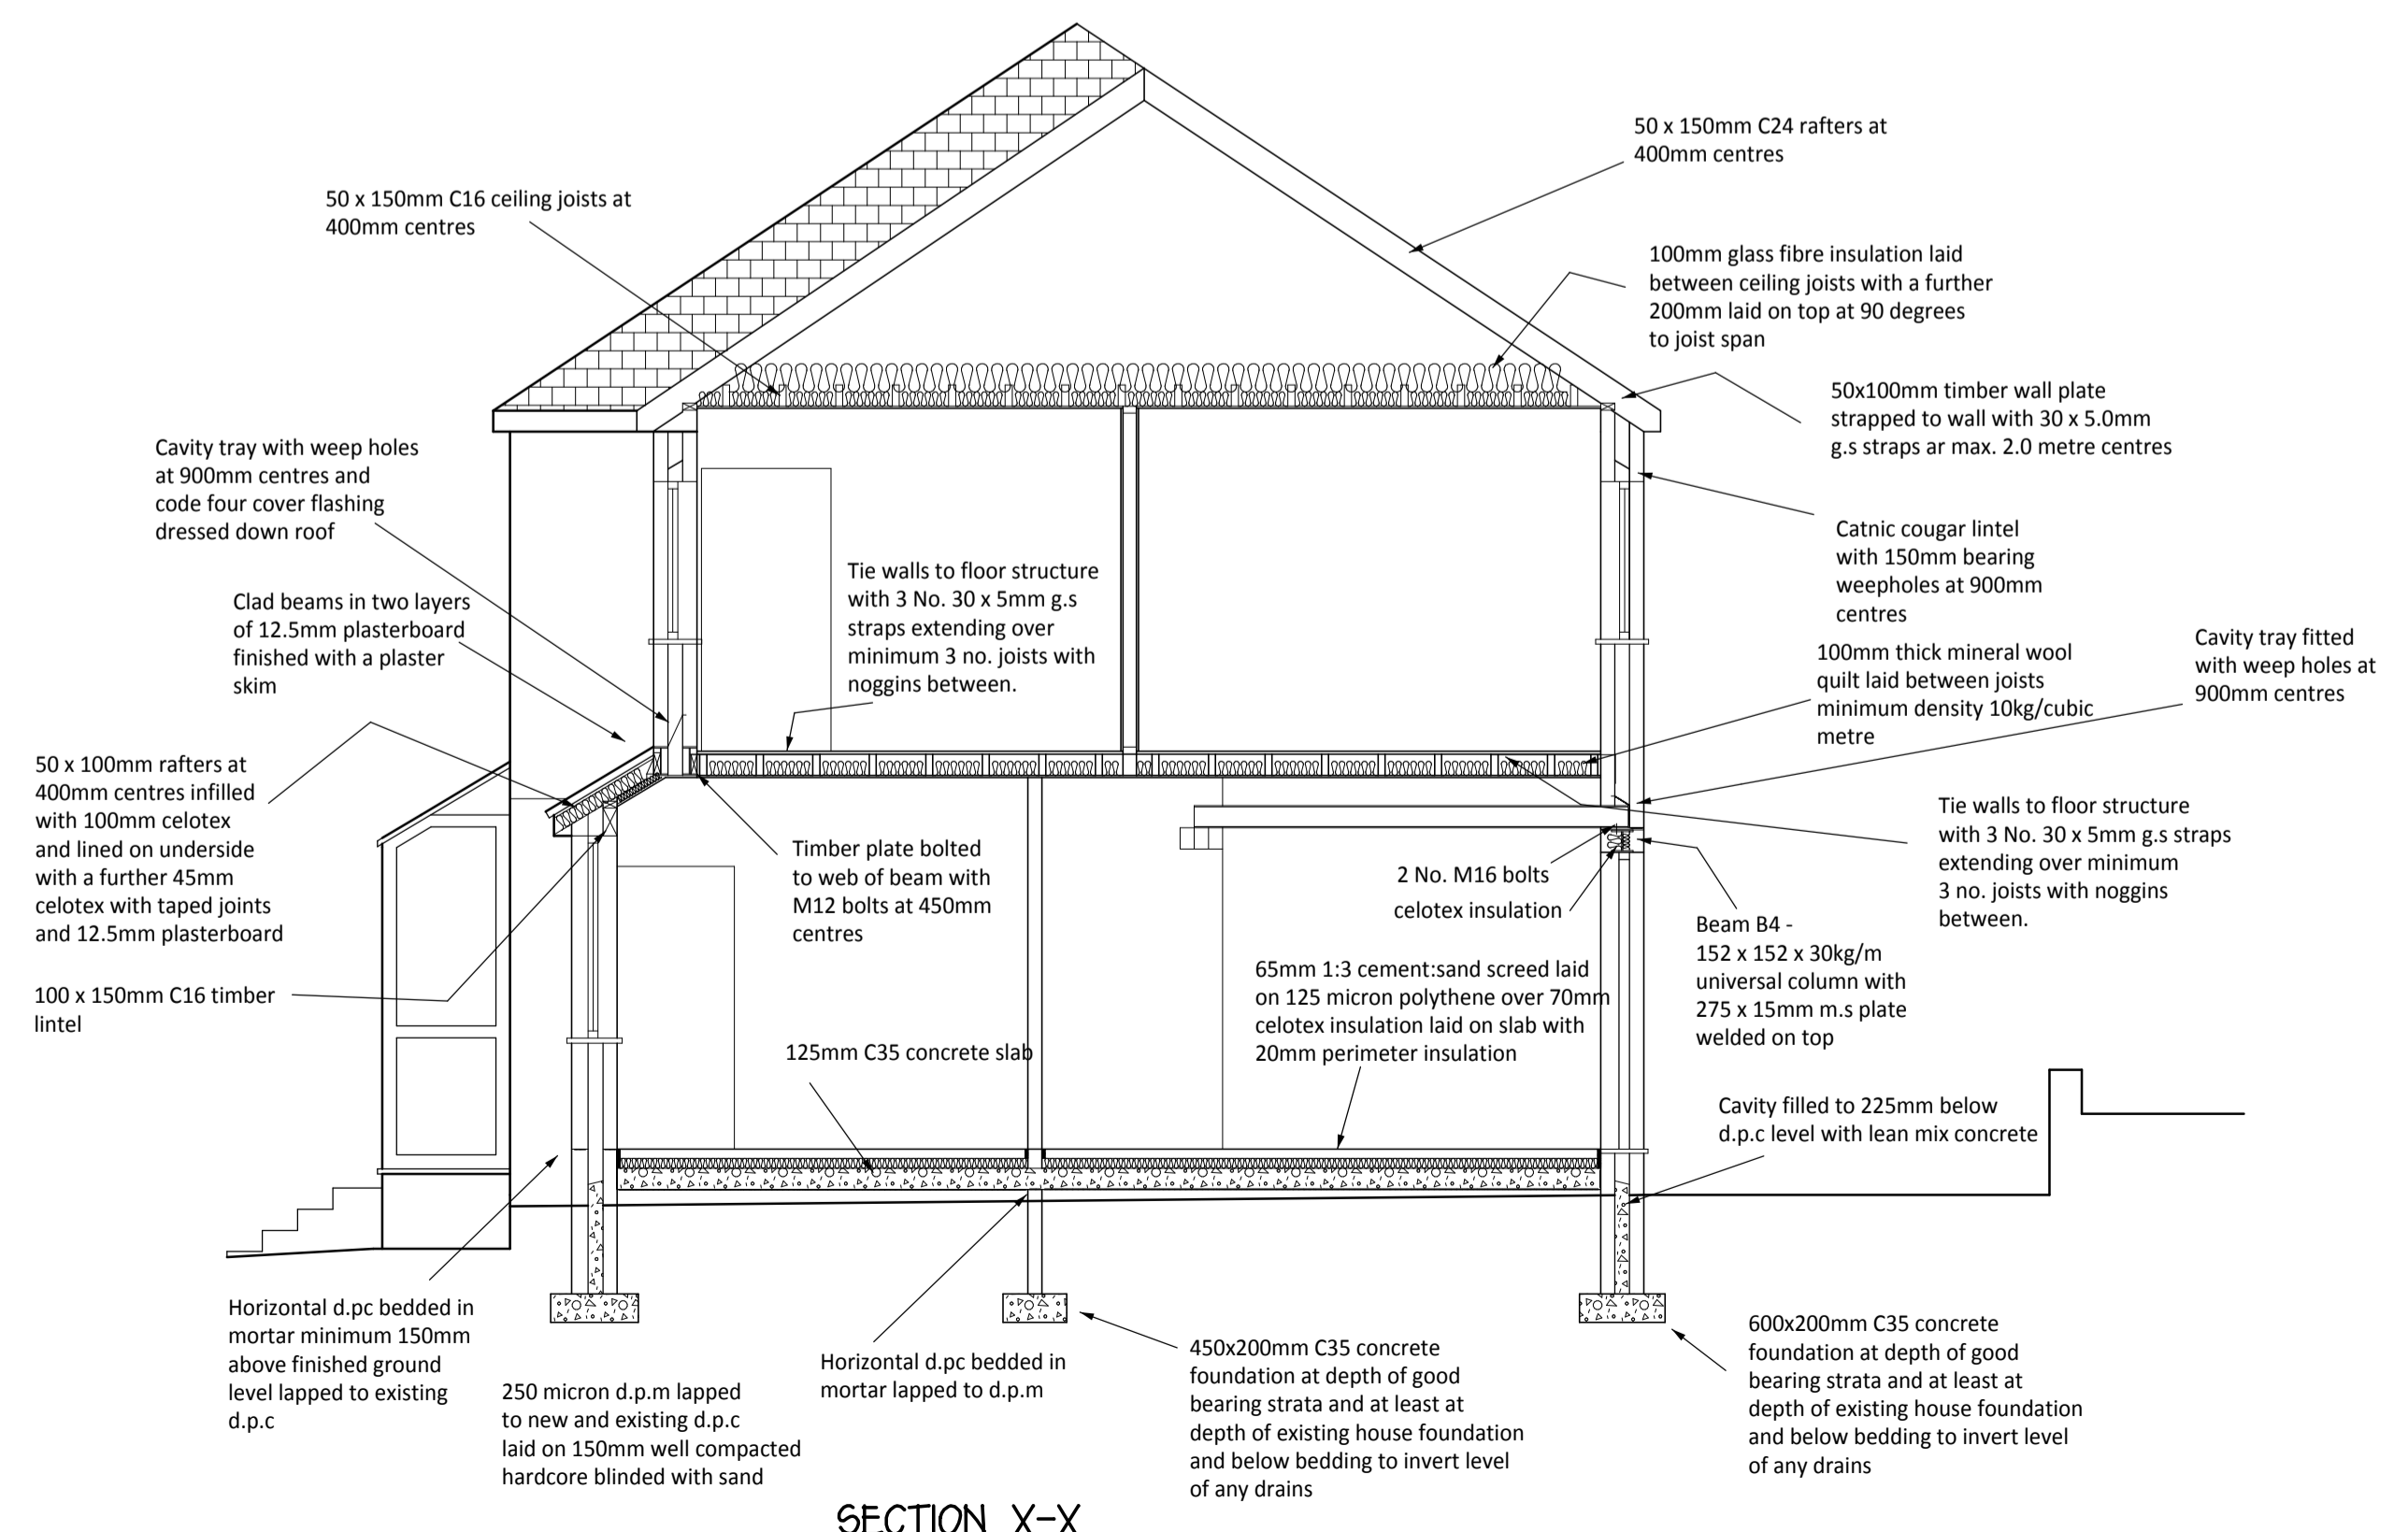 50 x 150mm C24 rafters at
400mm centres
50 x 150mm C16 ceiling joists at
400mm centres
100mm glass fibre insulation laid
between ceiling joists with a further
200mm laid on top at 90 degrees
to joist span
50x100mm timber wall plate
strapped to wall with 30 x 5.0mm
g.s straps ar max. 2.0 metre centres
Cavity tray with weep holes
at 900mm centres and
code four cover flashing
dressed down roof
Catnic cougar lintel
with 150mm bearing
weepholes at 900mm
centres
Tie walls to floor structure
with 3 No. 30 x 5mm g.s
straps extending over
minimum 3 no. joists with
noggins between.
Clad beams in two layers
of 12.5mm plasterboard
finished with a plaster
skim
Cavity tray fitted
with weep holes at
900mm centres
100mm thick mineral wool
quilt laid between joists
minimum density 10kg/cubic
metre
50 x 100mm rafters at
400mm centres infilled
with 100mm celotex
and lined on underside
with a further 45mm
celotex with taped joints
and 12.5mm plasterboard
Timber plate bolted
to web of beam with
M12 bolts at 450mm
centres
2 No. M16 bolts
celotex insulation
Tie walls to floor structure
with 3 No. 30 x 5mm g.s straps
extending over minimum
3 no. joists with noggins
between.
Beam B4 -
152 x 152 x 30kg/m
universal column with
275 x 15mm m.s plate
welded on top
100 x 150mm C16 timber
lintel
65mm 1:3 cement:sand screed laid
on 125 micron polythene over 70mm
celotex insulation laid on slab with
20mm perimeter insulation
125mm C35 concrete slab
Cavity filled to 225mm below
d.p.c level with lean mix concrete
Horizontal d.pc bedded in
mortar minimum 150mm
above finished ground
level lapped to existing
d.p.c
250 micron d.p.m lapped
to new and existing d.p.c
laid on 150mm well compacted
hardcore blinded with sand
Horizontal d.pc bedded in
mortar lapped to d.p.m
450x200mm C35 concrete
foundation at depth of good
bearing strata and at least at
depth of existing house foundation
and below bedding to invert level
of any drains
600x200mm C35 concrete
foundation at depth of good
bearing strata and at least at
depth of existing house foundation
and below bedding to invert level
of any drains
SECTION X-X